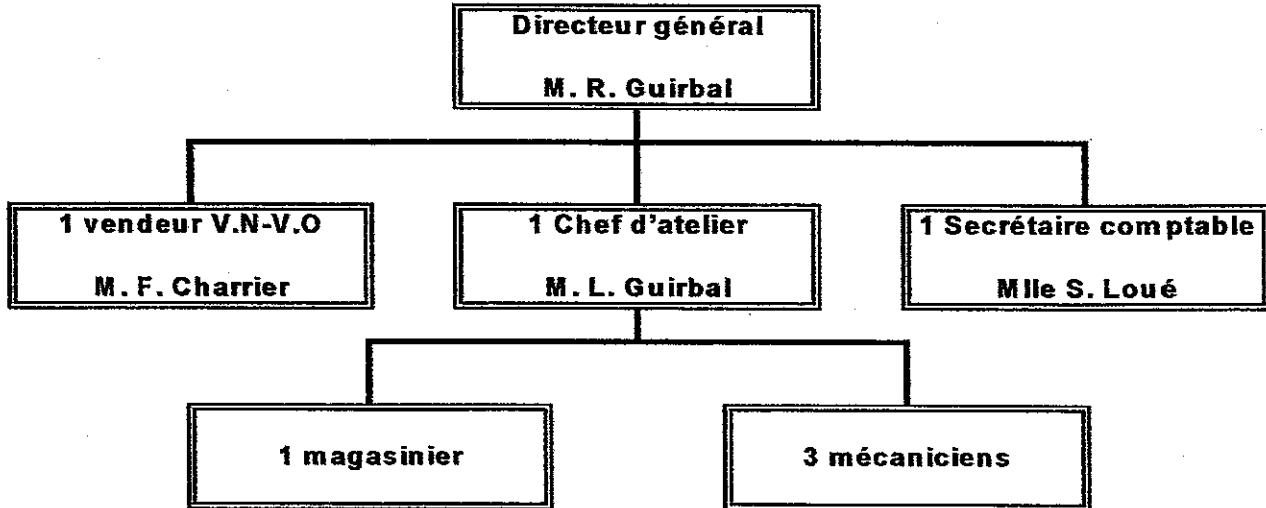 Directeur général
M. R. Guirbal
1 vendeur V.N-V.O
M. F. Charrier
1 Chef d'atelier
M. L. Guirbal
1 Secrétaire comptable
Mlle S. Loué
1 magasinier
3 mécaniciens